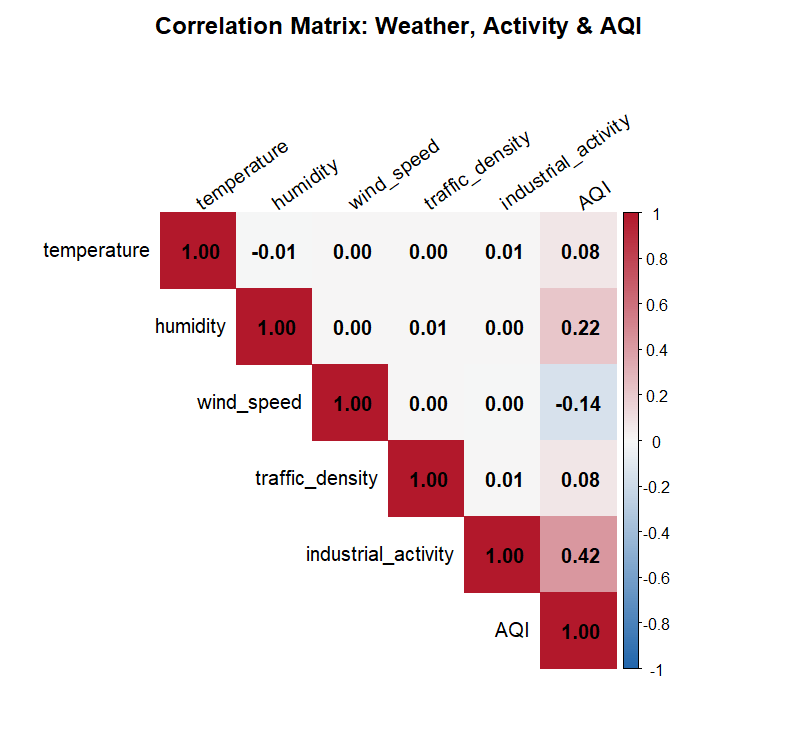 Correlation Matrix: Weather, Activity & AQI
temperature humidity wind_speed traffic_density industrial_activity AQI
temperature 1.00 -0.01 0.00 0.00 0.01 0.08
humidity 1.00 0.00 0.01 0.00 0.22
wind_speed 1.00 0.00 0.00 -0.14
traffic_density 1.00 0.01 0.08
industrial_activity 1.00 0.42
AQI 1.00
1
0.8
0.6
0.4
0.2
0
-0.2
-0.4
-0.6
-0.8
-1